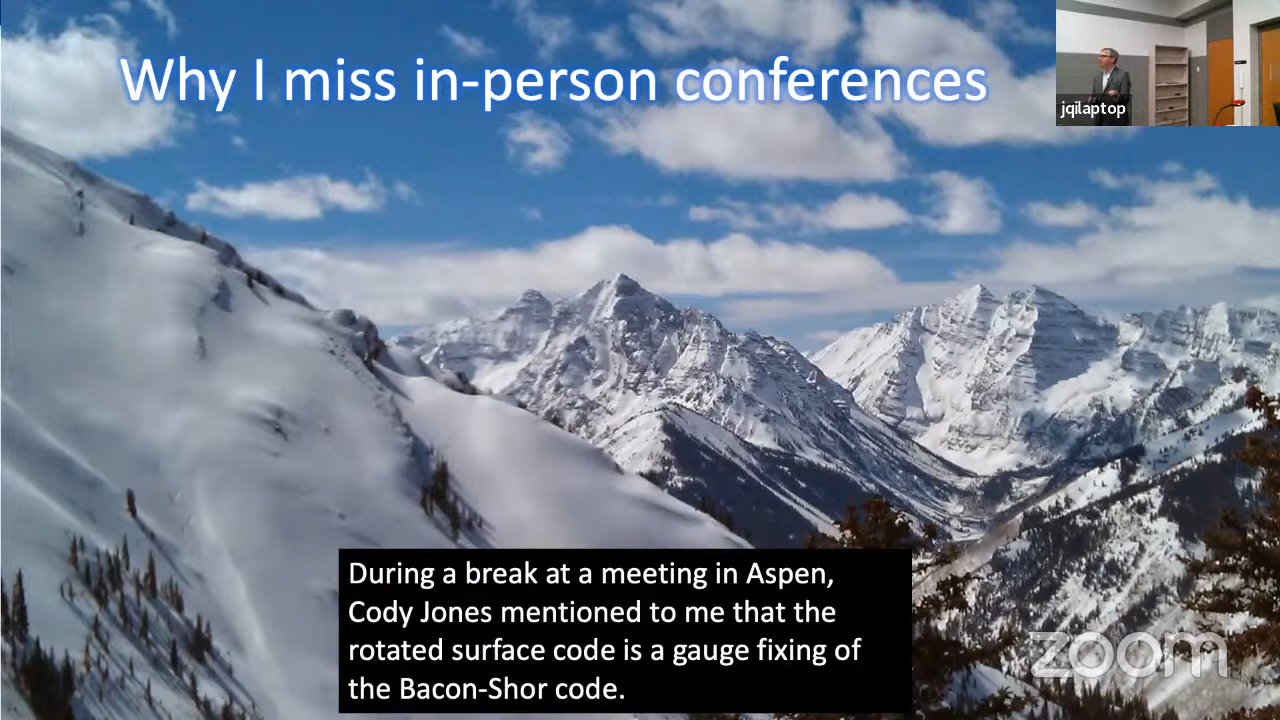 Why I miss in-person conferences
jqilaptop
During a break at a meeting in Aspen,
Cody Jones mentioned to me that the
rotated surface code is a gauge fixing of
the Bacon-Shor code.
zoom